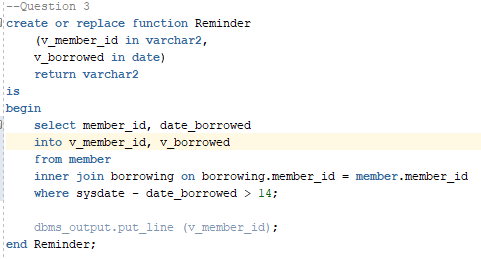 --Question 3
create or replace function Reminder
(v_member_id in varchar2,
v_borrowed in date)
return varchar2
is
begin
select member_id, date_borrowed
into v_member_id, v_borrowed
from member
inner join borrowing on borrowing.member_id = member.member_id
where sysdate - date_borrowed > 14;
dbms_output.put_line (v_member_id);
end Reminder;